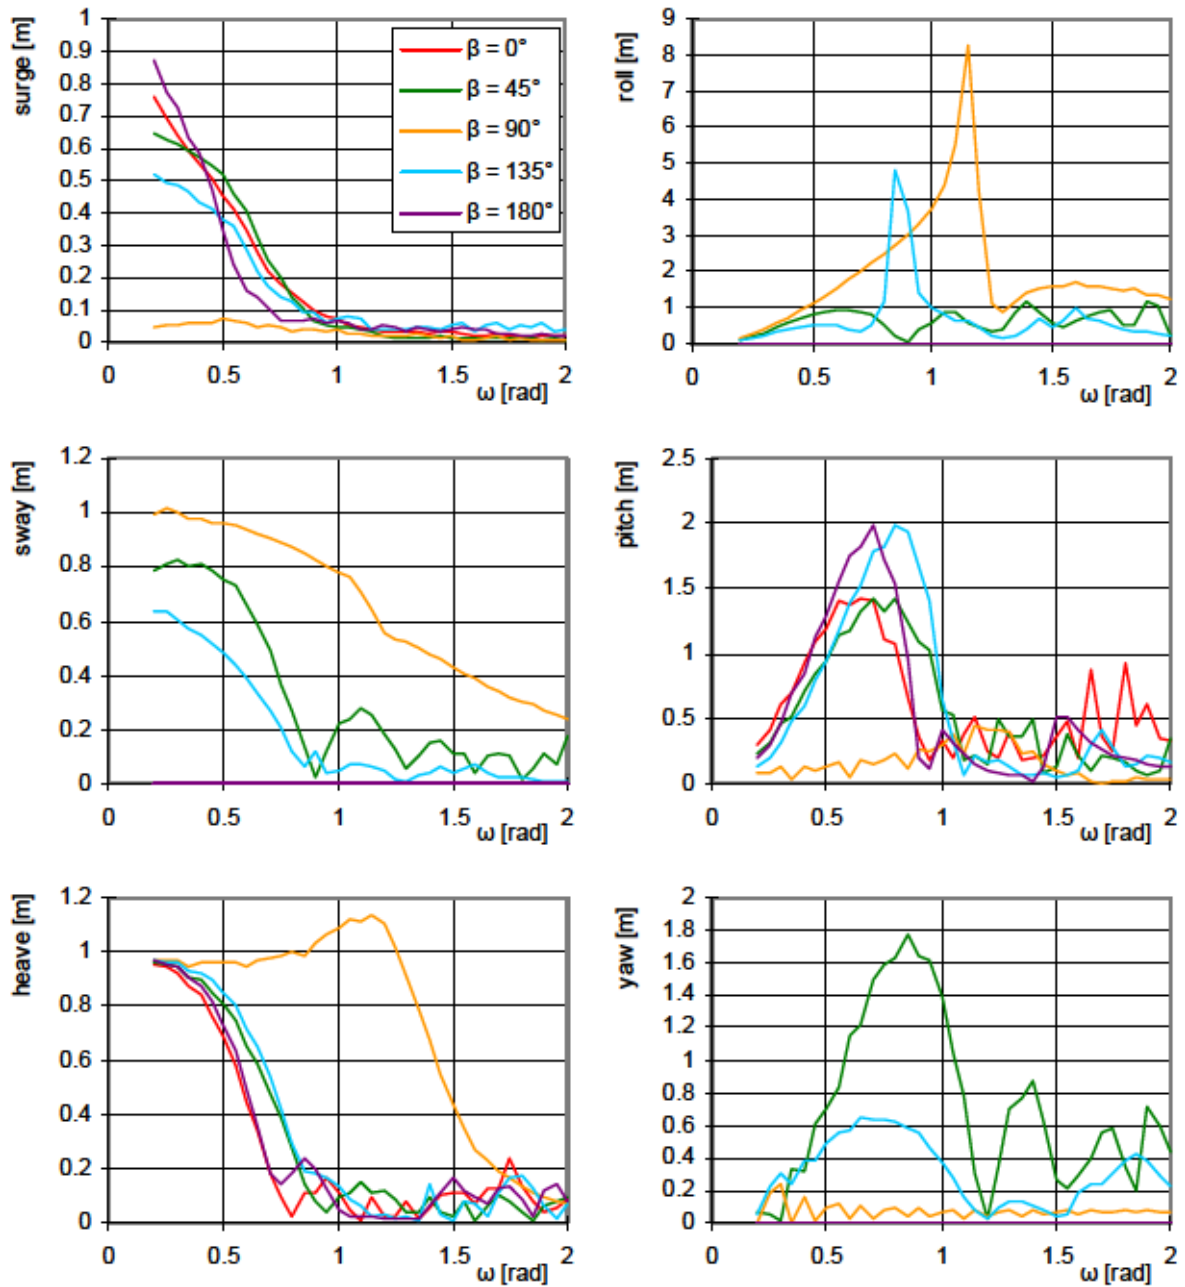 surge [m]
1
0.9
0.8
0.7
0.6
0.5
0.4
0.3
0.2
0.1
0
0 0.5 1 1.5 2
ω [rad]
β = 0°
β = 45°
β = 90°
β = 135°
β = 180°
roll [m]
9
8
7
6
5
4
3
2
1
0
0 0.5 1 1.5 2
ω [rad]
sway [m]
1.2
1
0.8
0.6
0.4
0.2
0
0 0.5 1 1.5 2
ω [rad]
pitch [m]
2.5
2
1.5
1
0.5
0
0 0.5 1 1.5 2
ω [rad]
heave [m]
1.2
1
0.8
0.6
0.4
0.2
0
0 0.5 1 1.5 2
ω [rad]
yaw [m]
2
1.8
1.6
1.4
1.2
1
0.8
0.6
0.4
0.2
0
0 0.5 1 1.5 2
ω [rad]